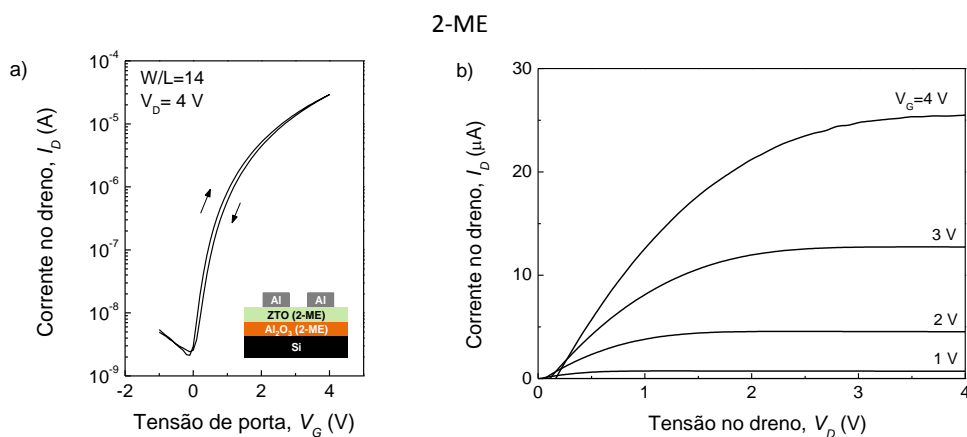 2-ME
a)
W/L=14
V_D= 4 V
10⁻⁴
10⁻⁵
10⁻⁶
10⁻⁷
10⁻⁸
10⁻⁹
Corrente no dreno, I_D (A)
Al Al
ZTO (2-ME)
Al₂O₃ (2-ME)
Si
-2 0 2 4
Tensão de porta, V_G (V)
b)
30
20
10
0
Corrente no dreno, I_D (µA)
V_G=4 V
3 V
2 V
1 V
0 1 2 3 4
Tensão no dreno, V_D (V)